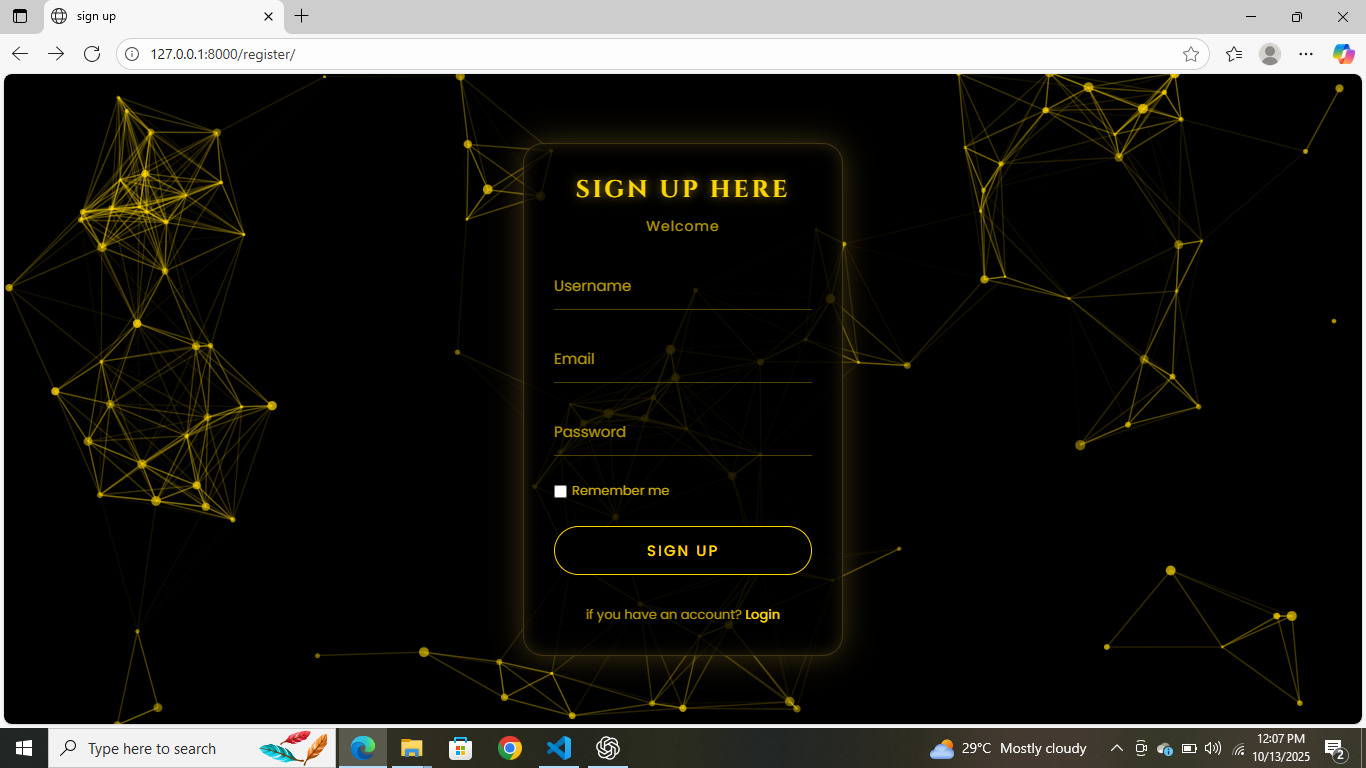 sign up
127.0.0.1:8000/register/
SIGN UP HERE
Welcome
Username
Email
Password
Remember me
SIGN UP
if you have an account? Login
Type here to search
29°C Mostly cloudy
12:07 PM
10/13/2025
2